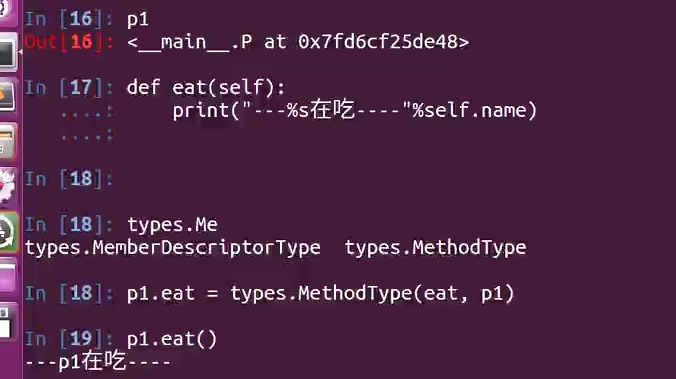 In [16]: p1
Out[16]: <__main__.P at 0x7fd6cf25de48>
In [17]: def eat(self):
   ....:     print("---%s在吃----"%self.name)
   ....:
In [18]:
In [18]: types.Me
types.MemberDescriptorType  types.MethodType
In [18]: p1.eat = types.MethodType(eat, p1)
In [19]: p1.eat()
---p1在吃----